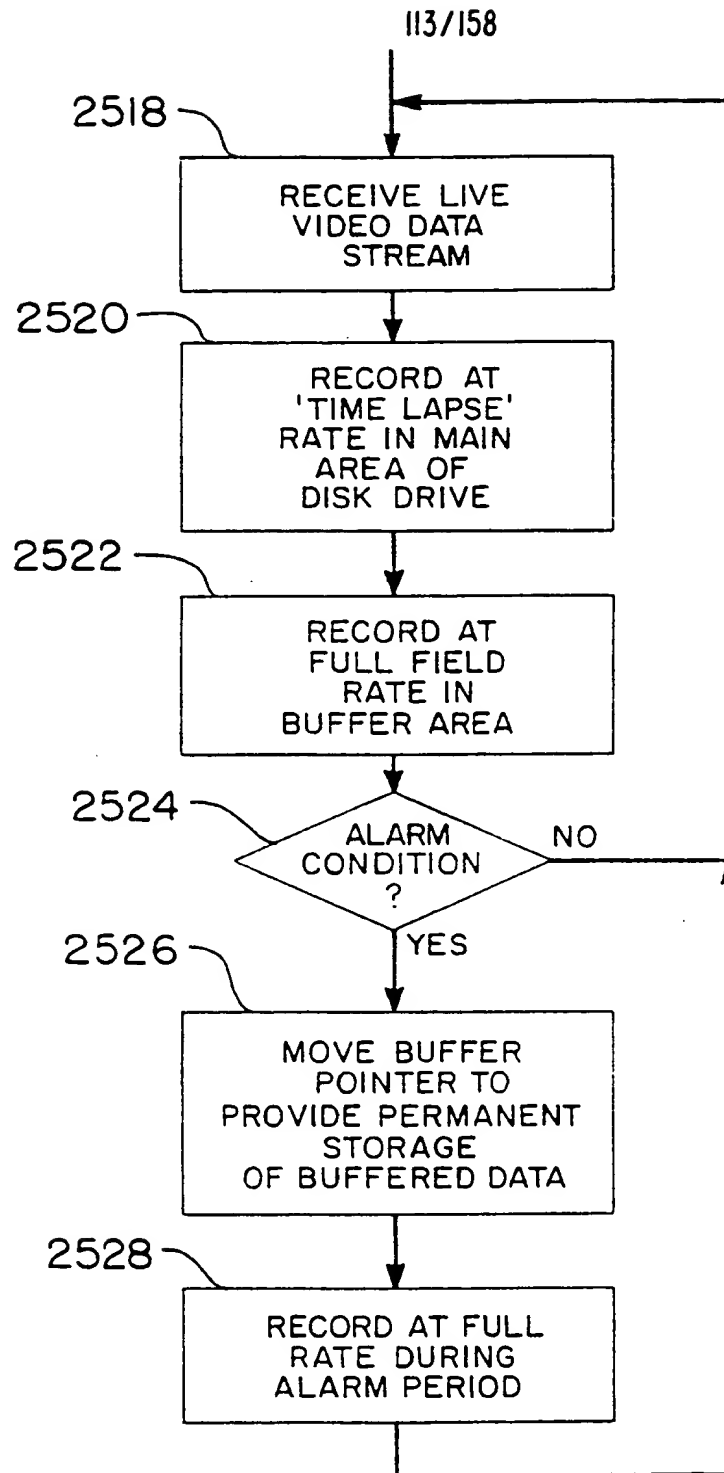 113/158
2518
RECEIVE LIVE
VIDEO DATA
STREAM
2520
RECORD AT
'TIME LAPSE'
RATE IN MAIN
AREA OF
DISK DRIVE
2522
RECORD AT
FULL FIELD
RATE IN
BUFFER AREA
2524
ALARM
CONDITION
?
NO
YES
2526
MOVE BUFFER
POINTER TO
PROVIDE PERMANENT
STORAGE
OF BUFFERED DATA
2528
RECORD AT FULL
RATE DURING
ALARM PERIOD